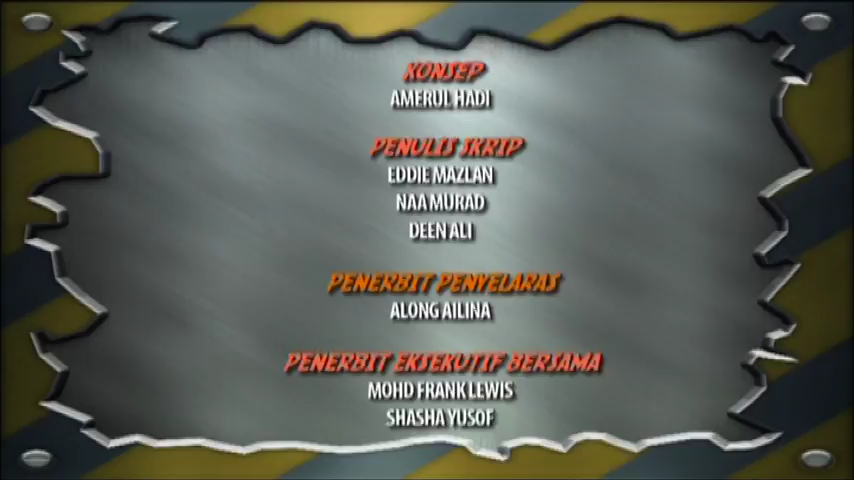 KONSEP
AMERUL HADI
PENULIS SKRIP
EDDIE MAZLAN
NAA MURAD
DEEN ALI
PENERBIT PENYELARAS
ALONG AILINA
PENERBIT EKSEKUTIF BERSAMA
MOHD FRANK LEWIS
SHASHA YUSOF